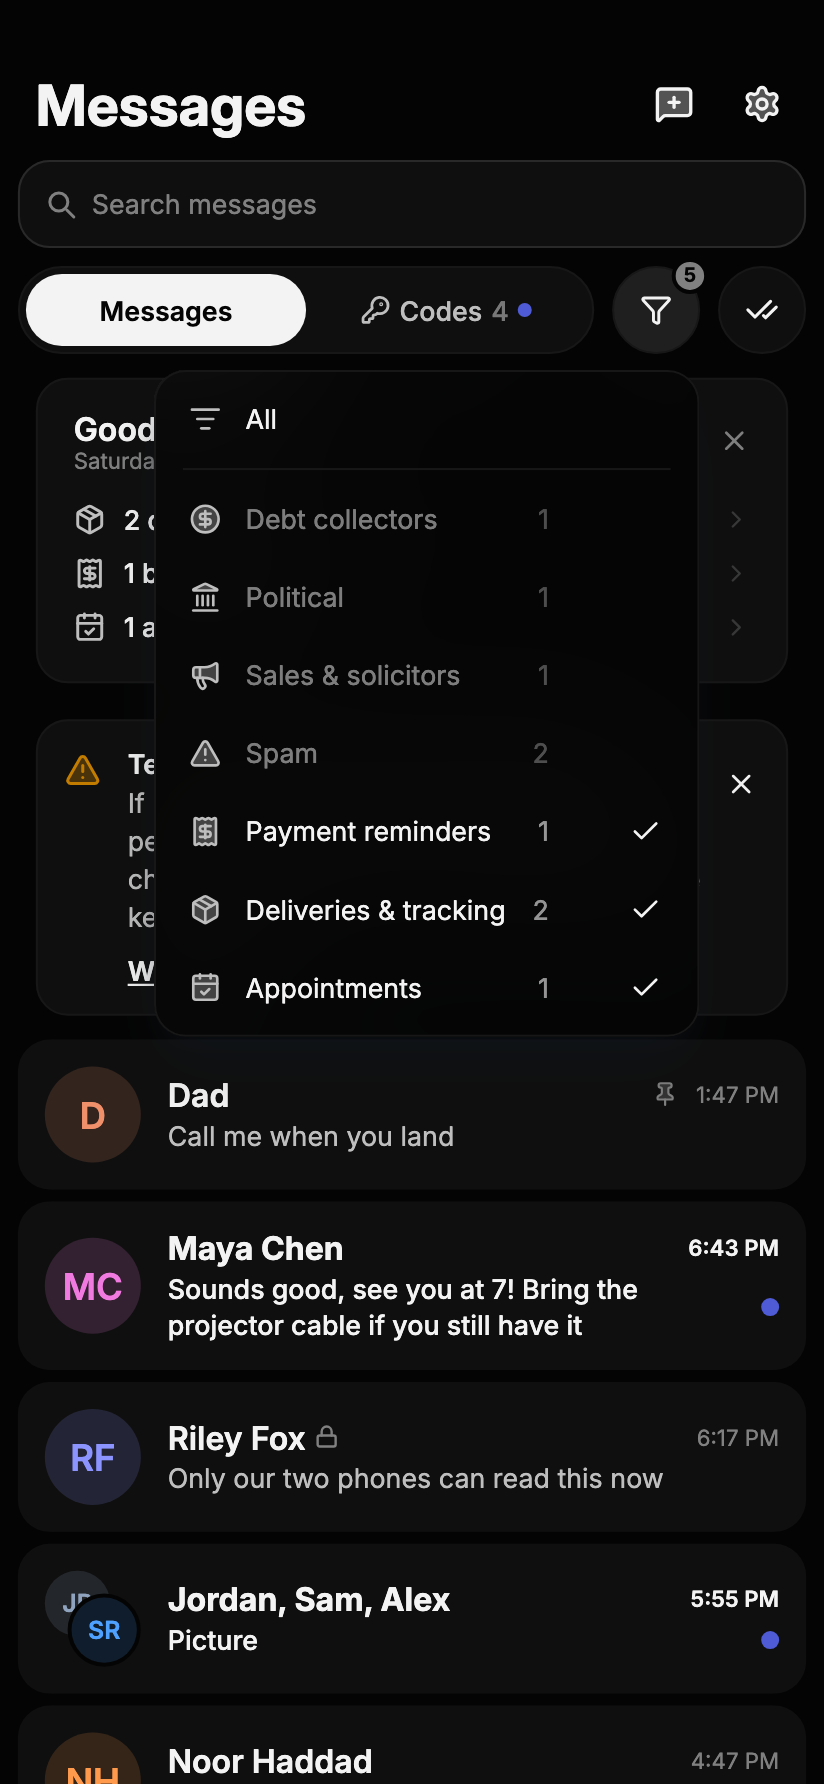 Messages
Search messages
Messages
Codes 4
5
Good
All
Debt collectors 1
2
Political 1
1
Sales & solicitors 1
1
Spam 2
If
Payment reminders 1
Deliveries & tracking 2
Appointments 1
Dad 1:47 PM
D
Call me when you land
Maya Chen 6:43 PM
MC
Sounds good, see you at 7! Bring the
projector cable if you still have it
Riley Fox 6:17 PM
RF
Only our two phones can read this now
Jordan, Sam, Alex 5:55 PM
SR
Picture
Noor Haddad 4:47 PM
NH